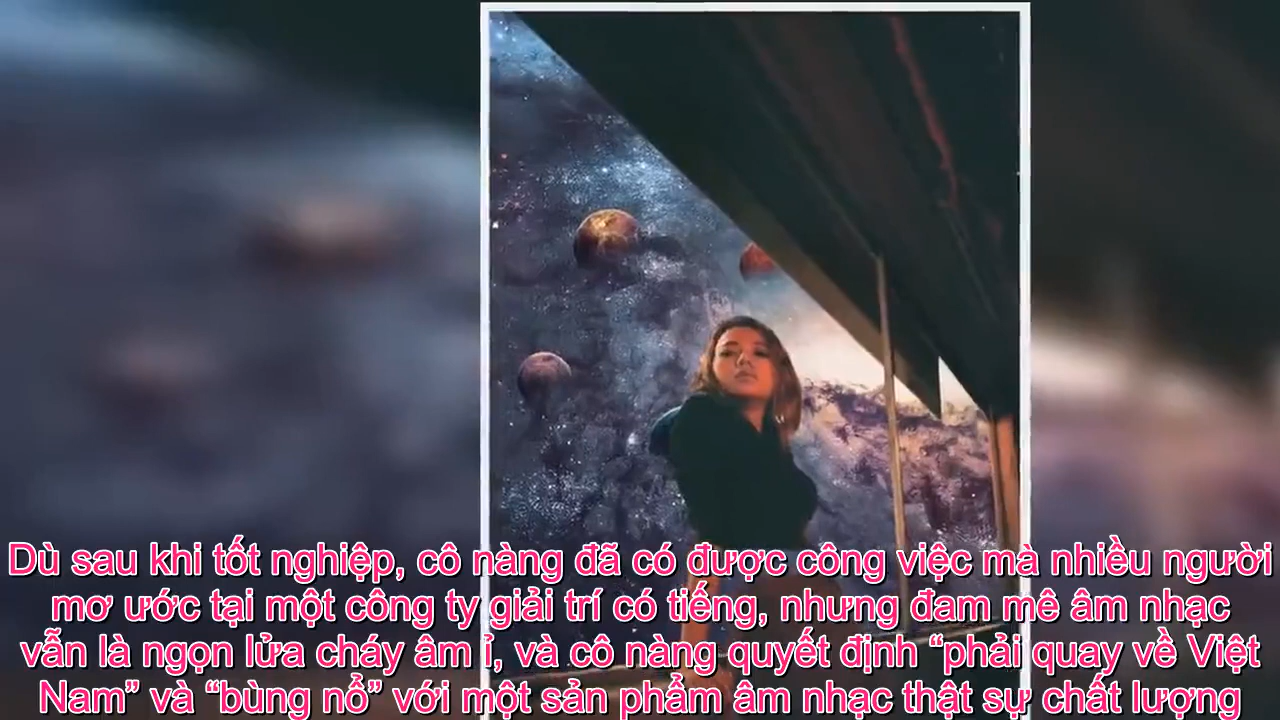 Dù sau khi tốt nghiệp, cô nàng đã có được công việc mà nhiều người
mơ ước tại một công ty giải trí có tiếng, nhưng đam mê âm nhạc
vẫn là ngọn lửa cháy âm ỉ, và cô nàng quyết định “phải quay về Việt
Nam” và “bùng nổ” với một sản phẩm âm nhạc thật sự chất lượng